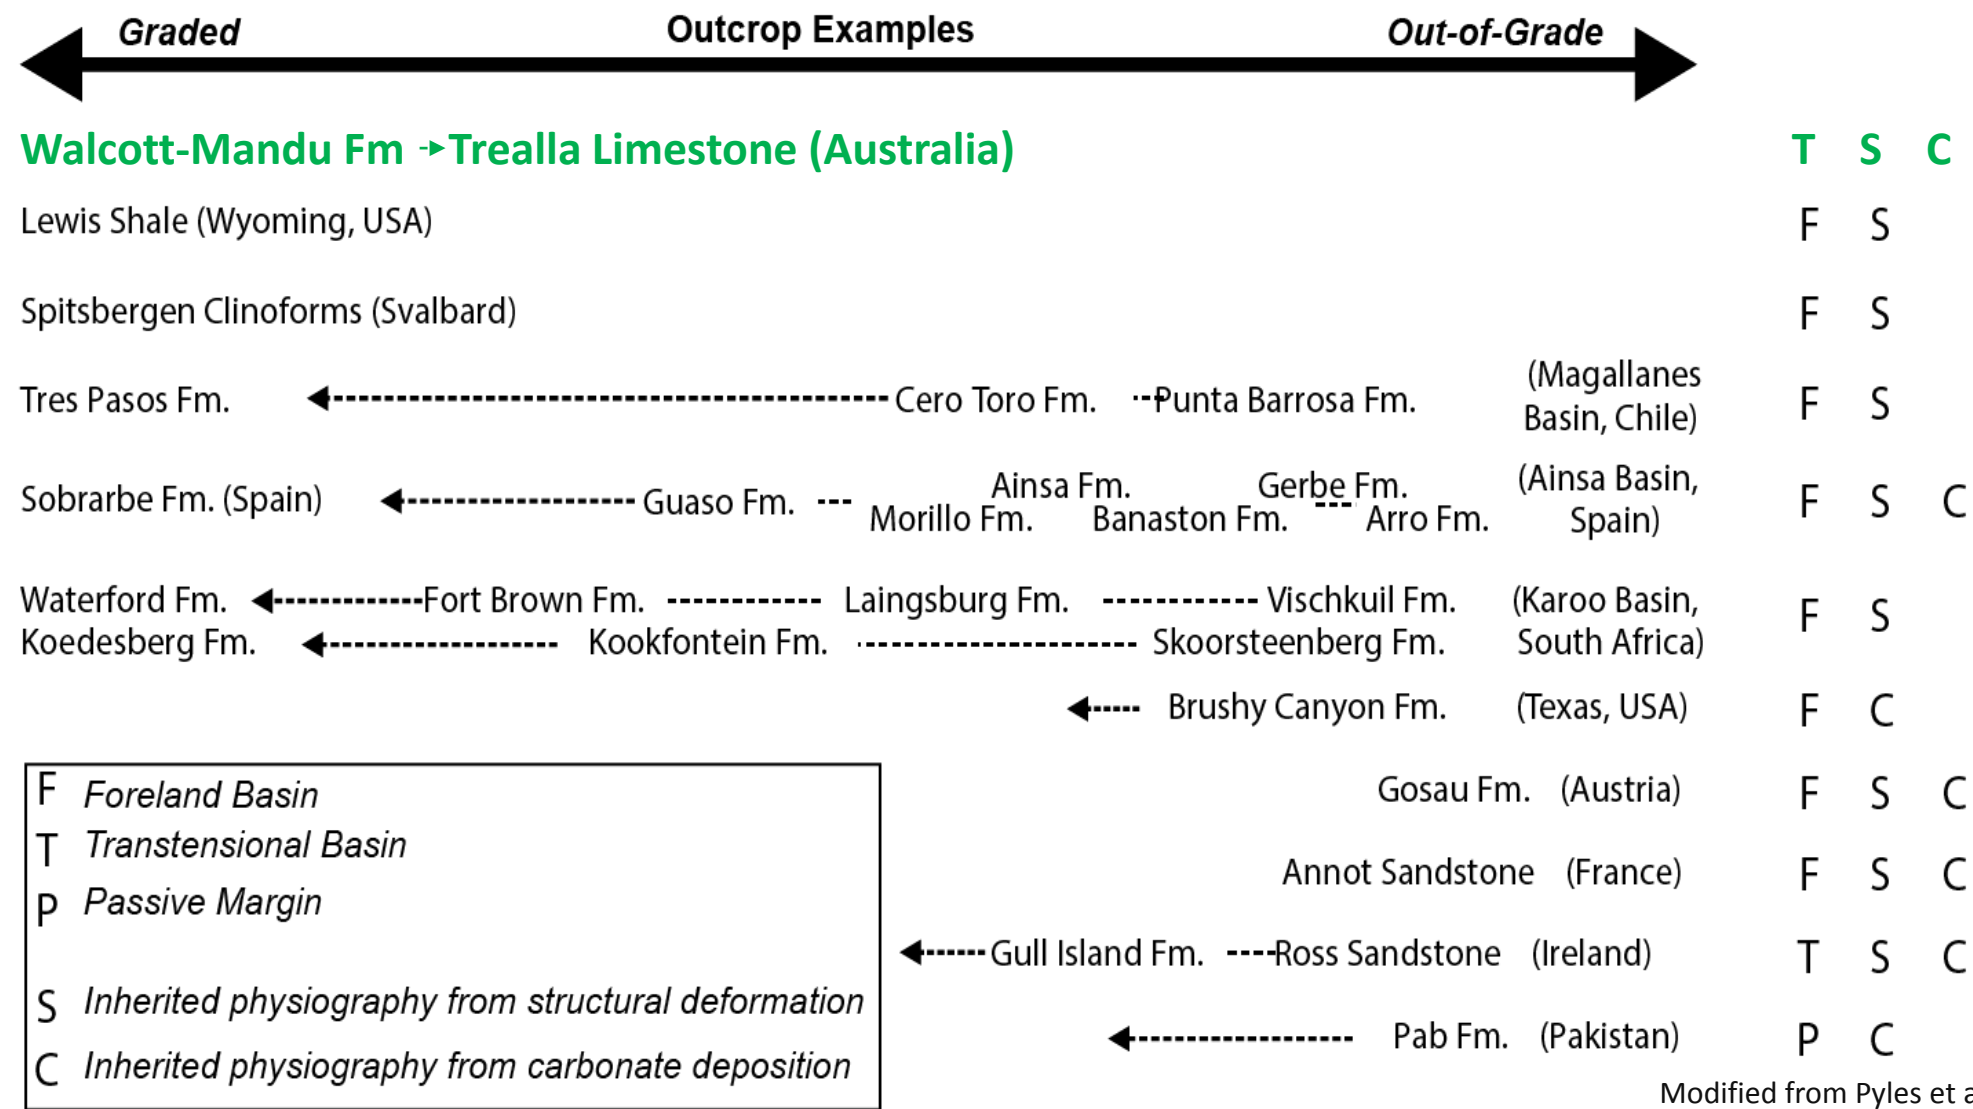 Graded Outcrop Examples Out-of-Grade
Walcott-Mandu Fm Trealla Limestone (Australia) T S C
Lewis Shale (Wyoming, USA) F S
Spitsbergen Clinoforms (Svalbard) F S
Tres Pasos Fm. Cero Toro Fm. Punta Barrosa Fm. (Magallanes Basin, Chile) F S
Sobrarbe Fm. (Spain) Guaso Fm. Morillo Fm. Ainsa Fm. Banaston Fm. Gerbe Fm. Arro Fm. (Ainsa Basin, Spain) F S C
Waterford Fm. Fort Brown Fm. Laingsburg Fm. Vischkuil Fm. (Karoo Basin,
Koedesberg Fm. Kookfontein Fm. Skoorsteenberg Fm. South Africa) F S
Brushy Canyon Fm. (Texas, USA) F C
Gosau Fm. (Austria) F S C
Annot Sandstone (France) F S C
Gull Island Fm. Ross Sandstone (Ireland) T S C
Pab Fm. (Pakistan) P C
F Foreland Basin
T Transtensional Basin
P Passive Margin
S Inherited physiography from structural deformation
C Inherited physiography from carbonate deposition
Modified from Pyles et